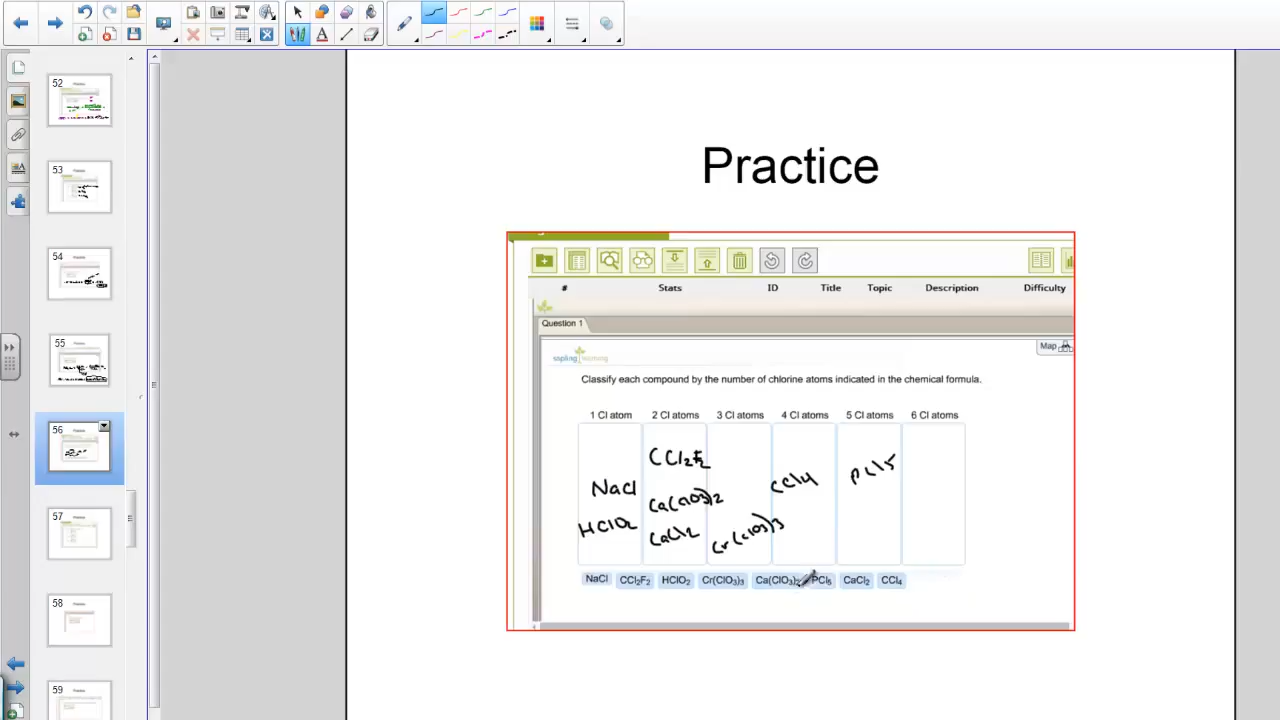 52
53
54
55
56
57
58
59
Practice
# Stats ID Title Topic Description Difficulty
Question 1
Map
sapling learning
Classify each compound by the number of chlorine atoms indicated in the chemical formula.
1 Cl atom 2 Cl atoms 3 Cl atoms 4 Cl atoms 5 Cl atoms 6 Cl atoms
NaCl
HClO2
CCl2F2
Ca(ClO3)2
CaCl2
Cr(ClO3)3
CCl4
PCl5
NaCl CCl₂F₂ HClO₂ Cr(ClO₃)₃ Ca(ClO₃)₂ PCl₅ CaCl₂ CCl₄